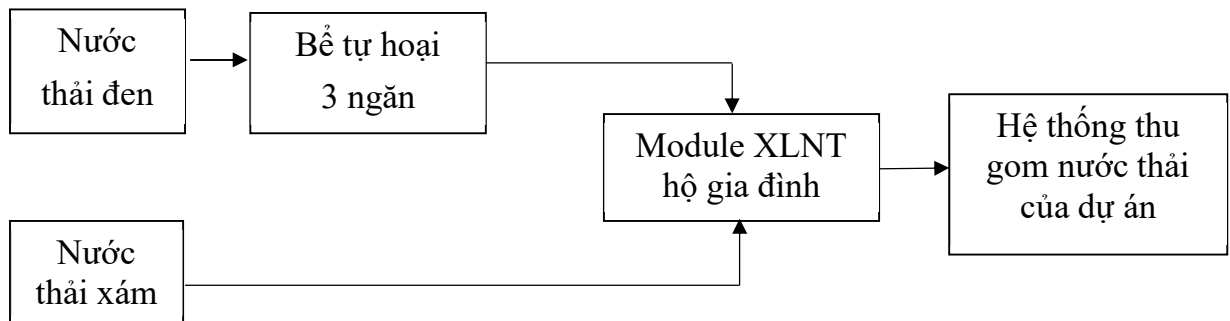 Nước
thải đen
Bể tự hoại
3 ngăn
Module XLNT
hộ gia đình
Hệ thống thu
gom nước thải
của dự án
Nước
thải xám